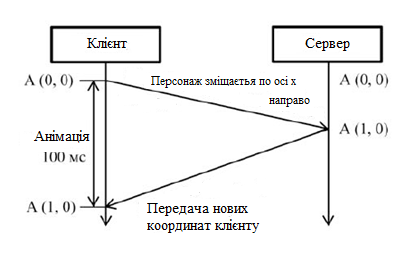 Клієнт
Сервер
А (0, 0)
Персонаж зміщається по осі х
направо
А (0, 0)
Анімація
100 мс
А (1, 0)
А (1, 0)
Передача нових
координат клієнту